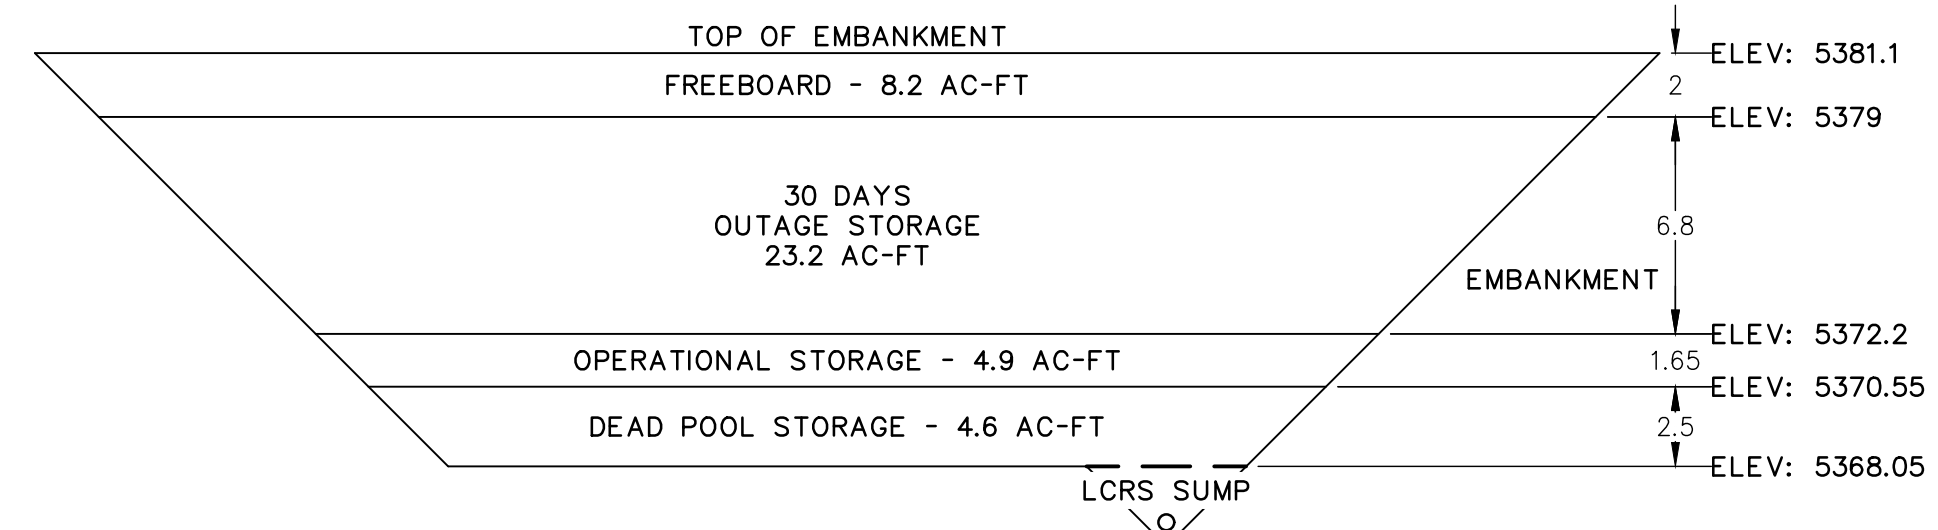 TOP OF EMBANKMENT
ELEV: 5381.1
FREEBOARD - 8.2 AC-FT
2
ELEV: 5379
30 DAYS
OUTAGE STORAGE
23.2 AC-FT
6.8
EMBANKMENT
ELEV: 5372.2
OPERATIONAL STORAGE - 4.9 AC-FT
1.65
ELEV: 5370.55
DEAD POOL STORAGE - 4.6 AC-FT
2.5
ELEV: 5368.05
LCRS SUMP